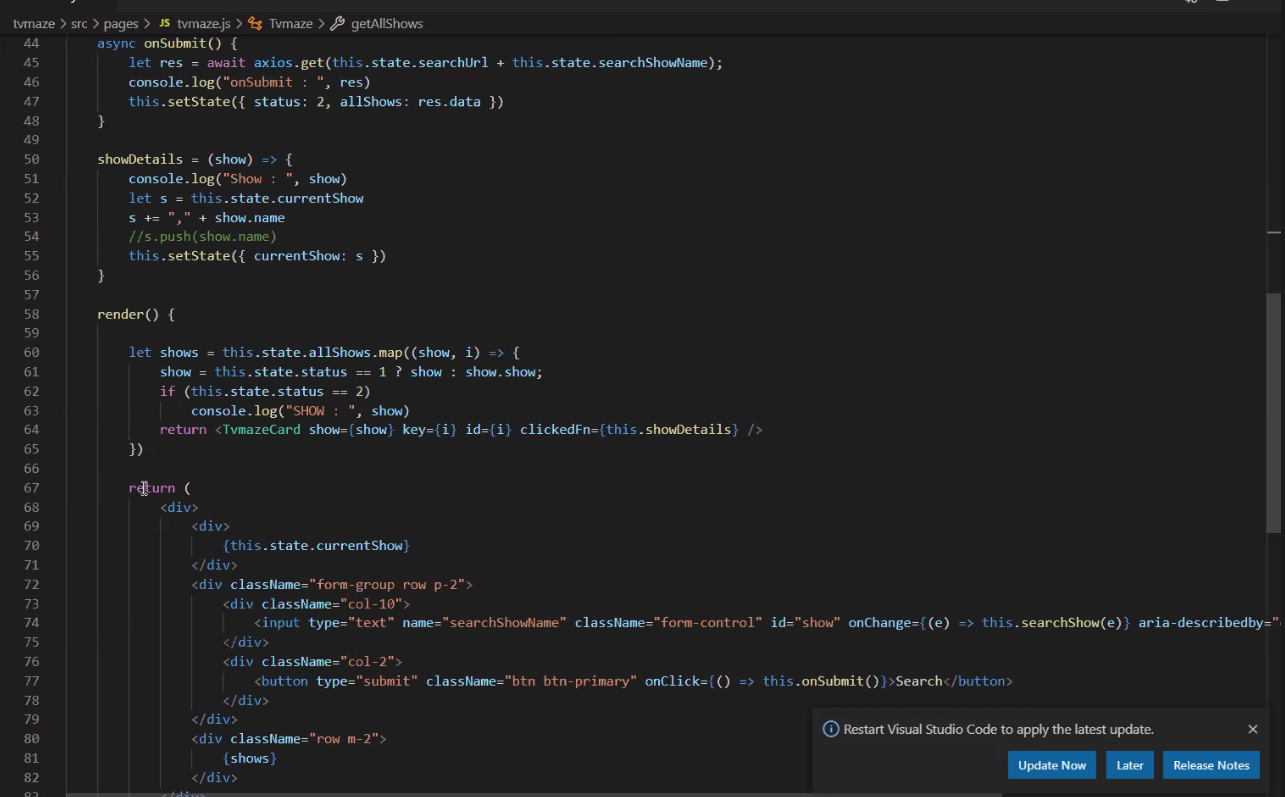 tvmaze > src > pages > JS tvmaze.js > Tvmaze > getAllShows
44 async onSubmit() {
45 let res = await axios.get(this.state.searchUrl + this.state.searchShowName);
46 console.log("onSubmit : ", res)
47 this.setState({ status: 2, allShows: res.data })
48 }
49
50 showDetails = (show) => {
51 console.log("Show : ", show)
52 let s = this.state.currentShow
53 s += "," + show.name
54 //s.push(show.name)
55 this.setState({ currentShow: s })
56 }
57
58 render() {
59
60 let shows = this.state.allShows.map((show, i) => {
61 show = this.state.status == 1 ? show : show.show;
62 if (this.state.status == 2)
63 console.log("SHOW : ", show)
64 return <TvmazeCard show={show} key={i} id={i} clickedFn={this.showDetails} />
65 })
66
67 return (
68 <div>
69 <div>
70 {this.state.currentShow}
71 </div>
72 <div className="form-group row p-2">
73 <div className="col-10">
74 <input type="text" name="searchShowName" className="form-control" id="show" onChange={(e) => this.searchShow(e)} aria-describedby="
75 </div>
76 <div className="col-2">
77 <button type="submit" className="btn btn-primary" onClick={() => this.onSubmit()}>Search</button>
78 </div>
79 </div>
80 <div className="row m-2">
81 {shows}
82 </div>
83 </div>
Restart Visual Studio Code to apply the latest update.
Update Now
Later
Release Notes